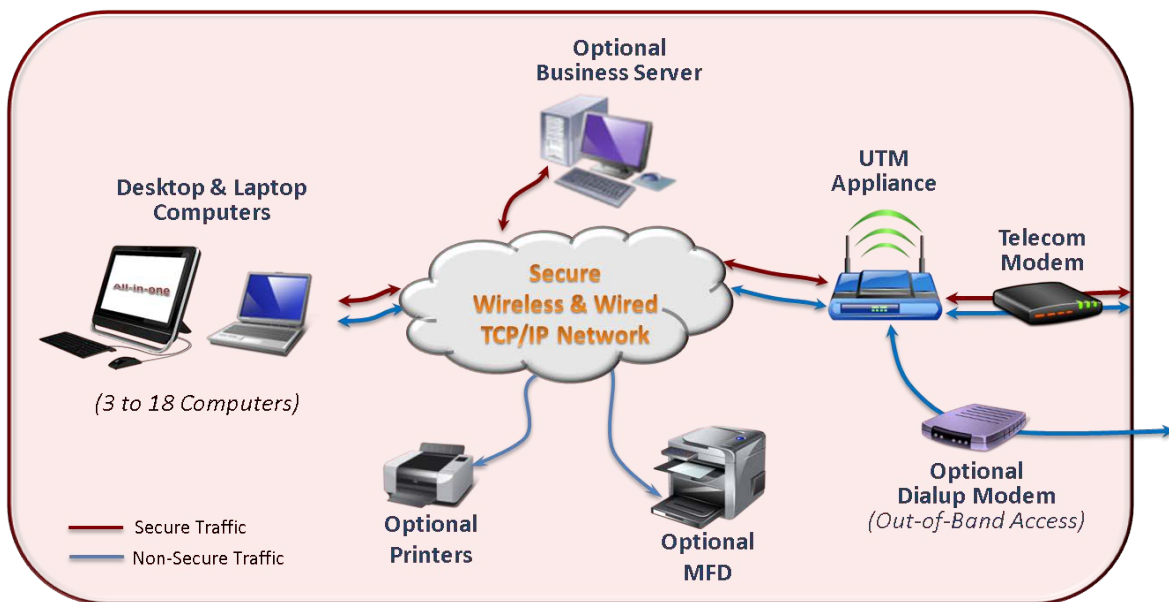 Optional
Business Server
UTM
Appliance
Desktop & Laptop
Computers
Telecom
Modem
All-in-one
Secure
Wireless & Wired
TCP/IP Network
(3 to 18 Computers)
Optional
Dialup Modem
(Out-of-Band Access)
Optional
Printers
Optional
MFD
Secure Traffic
Non-Secure Traffic